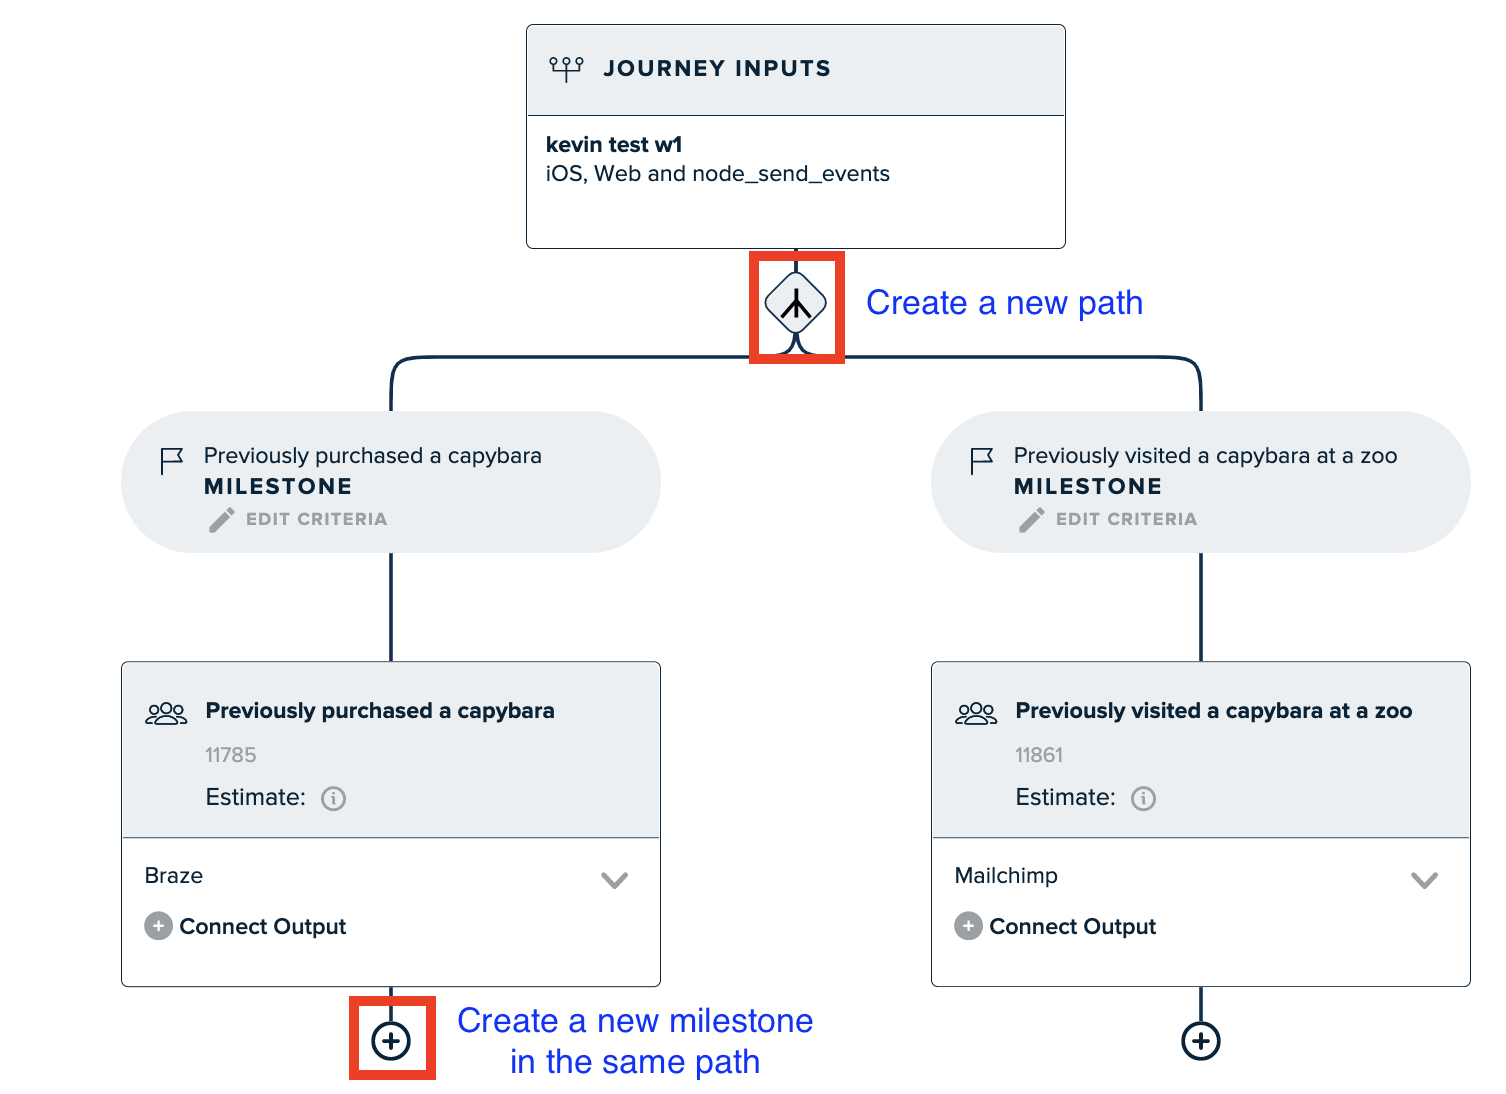 JOURNEY INPUTS
kevin test w1
iOS, Web and node_send_events
Create a new path
Previously purchased a capybara
MILESTONE
EDIT CRITERIA
Previously visited a capybara at a zoo
MILESTONE
EDIT CRITERIA
Previously purchased a capybara
11785
Estimate:
Braze
Connect Output
Previously visited a capybara at a zoo
11861
Estimate:
Mailchimp
Connect Output
Create a new milestone
in the same path